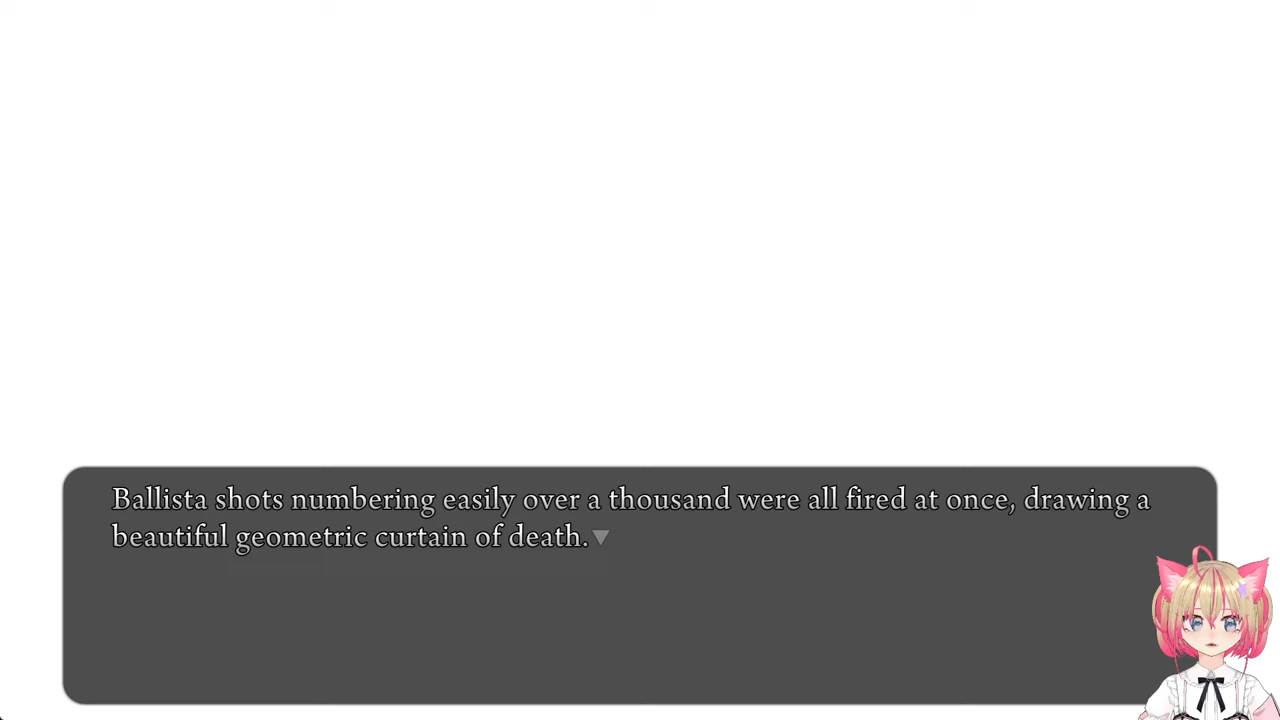 Ballista shots numbering easily over a thousand were all fired at once, drawing a
beautiful geometric curtain of death.